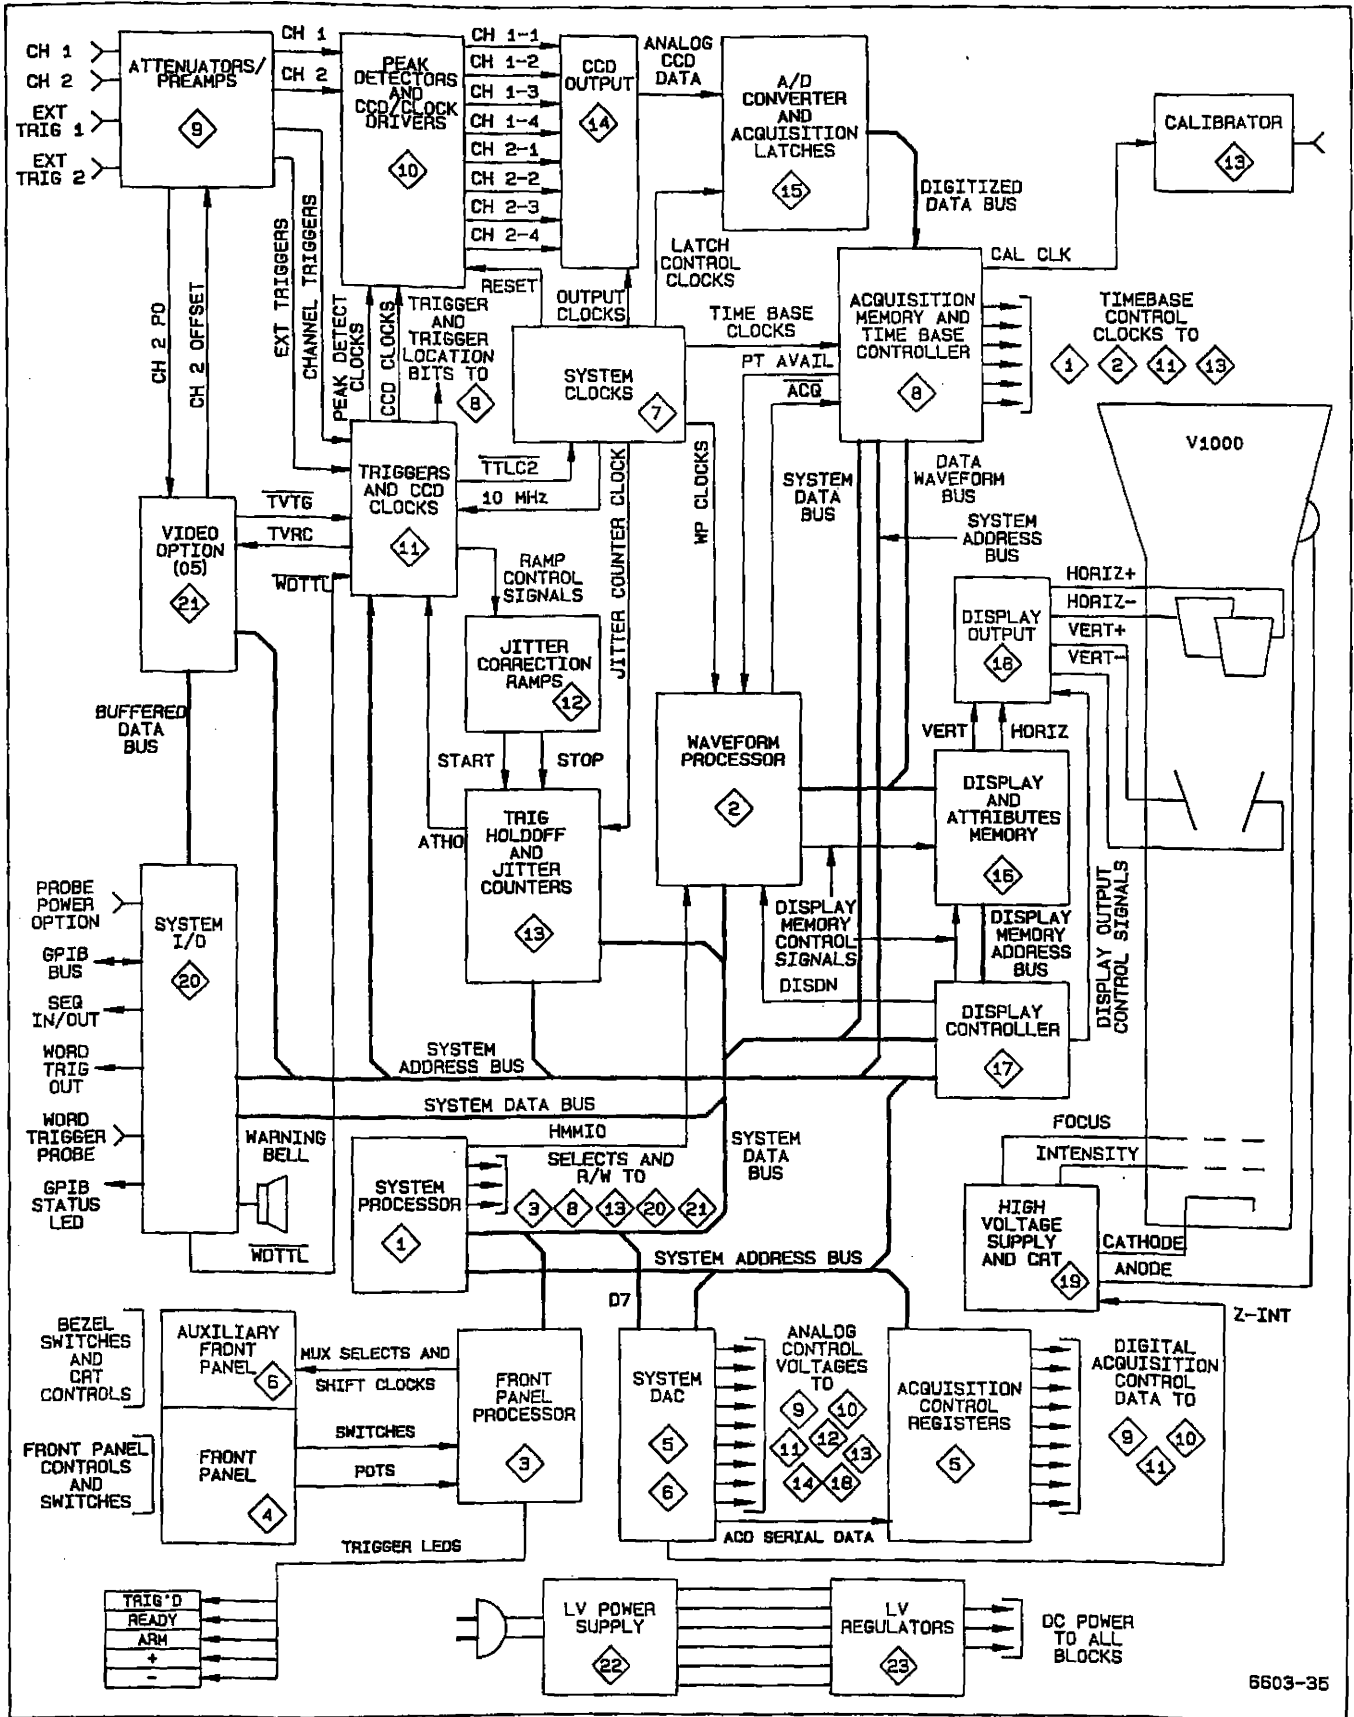 CH 1
CH 2
EXT
TRIG 1
EXT
TRIG 2
ATTENUATORS/
PREAMPS
9
CH 1
CH 2
PEAK
DETECTORS
AND
CCD/CLOCK
DRIVERS
10
CH 1-1
CH 1-2
CH 1-3
CH 1-4
CH 2-1
CH 2-2
CH 2-3
CH 2-4
CCD
OUTPUT
14
ANALOG
CCD
DATA
A/D
CONVERTER
AND
ACQUISITION
LATCHES
15
CALIBRATOR
13
DIGITIZED
DATA BUS
CAL CLK
LATCH
CONTROL
CLOCKS
RESET
OUTPUT
CLOCKS
CH 2 PO
CH 2 OFFSET
EXT TRIGGERS
CHANNEL TRIGGERS
PEAK DETECT
CLOCKS
CCD CLOCKS
TRIGGER
AND
TRIGGER
LOCATION
BITS TO
8
SYSTEM
CLOCKS
7
TIME BASE
CLOCKS
PT AVAIL
ACQ
ACQUISITION
MEMORY AND
TIME BASE
CONTROLLER
8
TIMEBASE
CONTROL
CLOCKS TO
1
2
11
13
V1000
TRIGGERS
AND CCD
CLOCKS
11
TTLC2
10 MHz
TVTG
TVRC
WDTTL
VIDEO
OPTION
(05)
21
RAMP
CONTROL
SIGNALS
JITTER COUNTER CLOCK
WP CLOCKS
SYSTEM
DATA
BUS
DATA
WAVEFORM
BUS
SYSTEM
ADDRESS
BUS
HORIZ+
HORIZ-
VERT+
VERT-
DISPLAY
OUTPUT
18
JITTER
CORRECTION
RAMPS
12
BUFFERED
DATA
BUS
START
STOP
WAVEFORM
PROCESSOR
2
VERT
HORIZ
DISPLAY
AND
ATTRIBUTES
MEMORY
16
ATHO
TRIG
HOLDOFF
AND
JITTER
COUNTERS
13
PROBE
POWER
OPTION
GPIB
BUS
SEQ
IN/OUT
WORD
TRIG
OUT
WORD
TRIGGER
PROBE
GPIB
STATUS
LED
SYSTEM
I/O
20
DISPLAY
MEMORY
CONTROL
SIGNALS
DISPLAY
MEMORY
ADDRESS
BUS
DISPLAY OUTPUT
CONTROL SIGNALS
DISDN
DISPLAY
CONTROLLER
17
SYSTEM
ADDRESS BUS
SYSTEM DATA BUS
WARNING
BELL
WDTTL
HMMIO
SYSTEM
PROCESSOR
1
SELECTS AND
R/W TO
3
8
13
20
21
SYSTEM
DATA
BUS
SYSTEM ADDRESS BUS
D7
FOCUS
INTENSITY
HIGH
VOLTAGE
SUPPLY
AND CRT
19
CATHODE
ANODE
Z-INT
BEZEL
SWITCHES
AND
CRT
CONTROLS
AUXILIARY
FRONT
PANEL
6
MUX SELECTS AND
SHIFT CLOCKS
FRONT
PANEL
PROCESSOR
3
SWITCHES
POTS
FRONT PANEL
CONTROLS
AND
SWITCHES
FRONT
PANEL
4
SYSTEM
DAC
5
6
ANALOG
CONTROL
VOLTAGES
TO
9
10
11
12
13
14
18
ACQUISITION
CONTROL
REGISTERS
5
DIGITAL
ACQUISITION
CONTROL
DATA TO
9
10
11
ACD SERIAL DATA
TRIGGER LEDS
TRIG'D
READY
ARM
+
-
LV POWER
SUPPLY
22
LV
REGULATORS
23
DC POWER
TO ALL
BLOCKS
6603-35